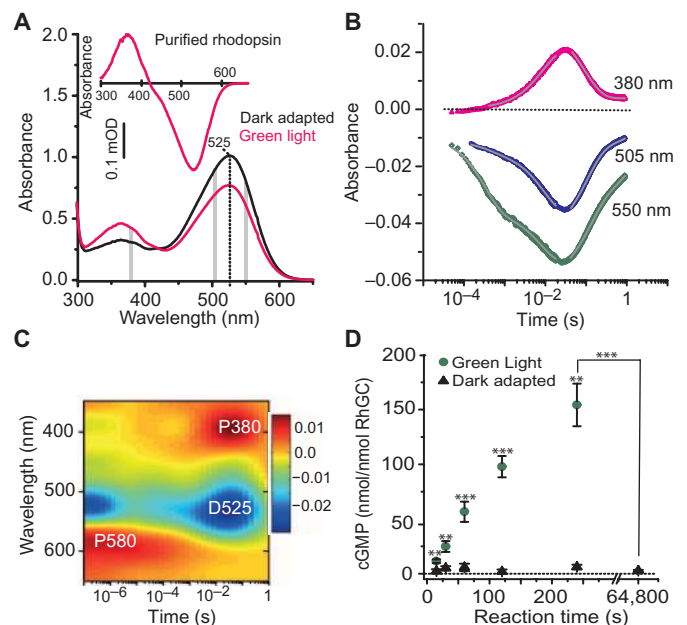 A
2.0
Purified rhodopsin
1.5
Absorbance
300 400 500 600
Dark adapted
Green light
525
0.1 mOD
1.0
0.5
0.0
Absorbance
300 400 500 600
Wavelength (nm)
B
0.02
380 nm
0.00
−0.02
505 nm
−0.04
550 nm
−0.06
Absorbance
10−4 10−2 1
Time (s)
C
400
500
600
Wavelength (nm)
P380
D525
P580
0.01
0.0
−0.01
−0.02
10−6 10−4 10−2 1
Time (s)
D
200
150
100
50
0
cGMP (nmol/nmol RhGC)
Green Light
Dark adapted
***
**
***
***
**
**
0 100 200 64,800
Reaction time (s)